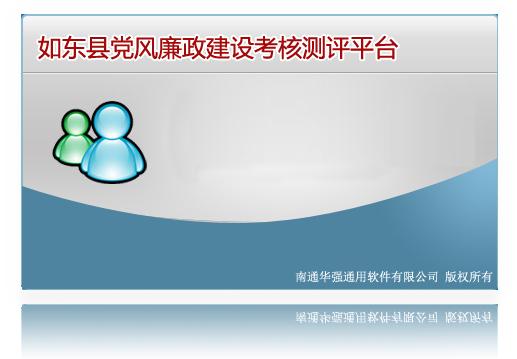 如东县党风廉政建设考核测评平台
南通华强通用软件有限公司 版权所有